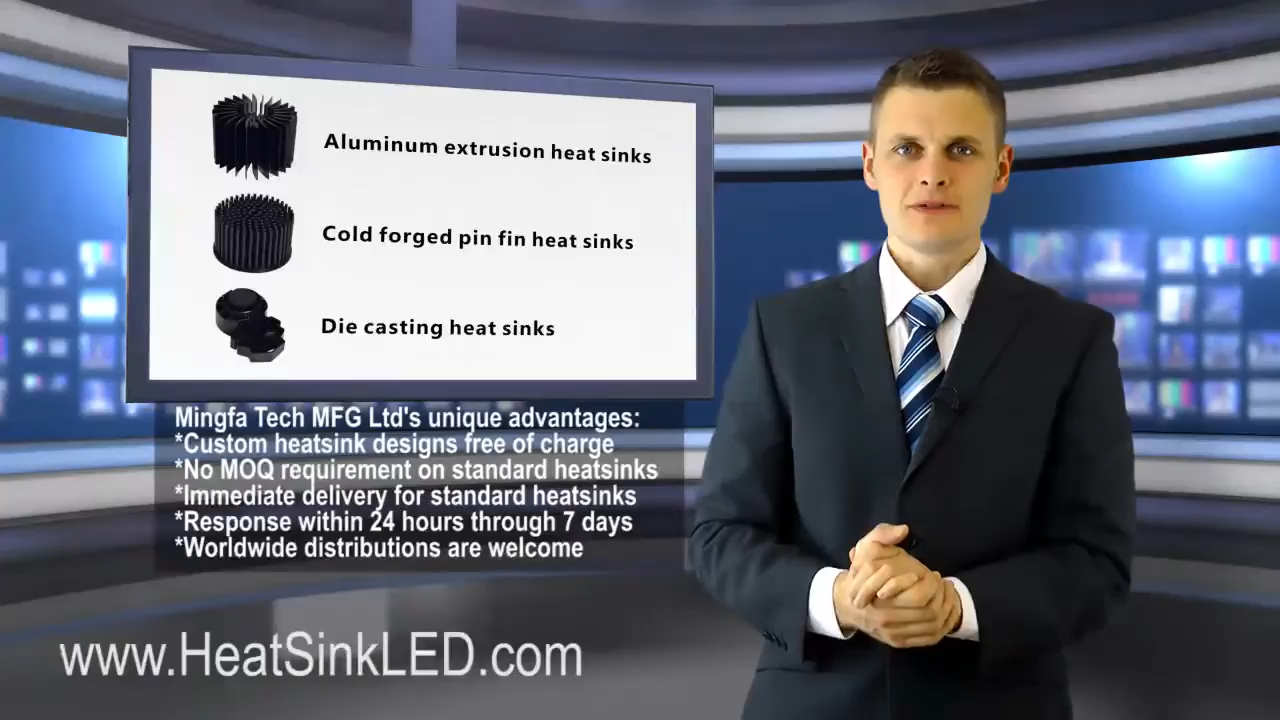 Aluminum extrusion heat sinks
Cold forged pin fin heat sinks
Die casting heat sinks
Mingfa Tech MFG Ltd's unique advantages:
*Custom heatsink designs free of charge
*No MOQ requirement on standard heatsinks
*Immediate delivery for standard heatsinks
*Response within 24 hours through 7 days
*Worldwide distributions are welcome
www.HeatSinkLED.com